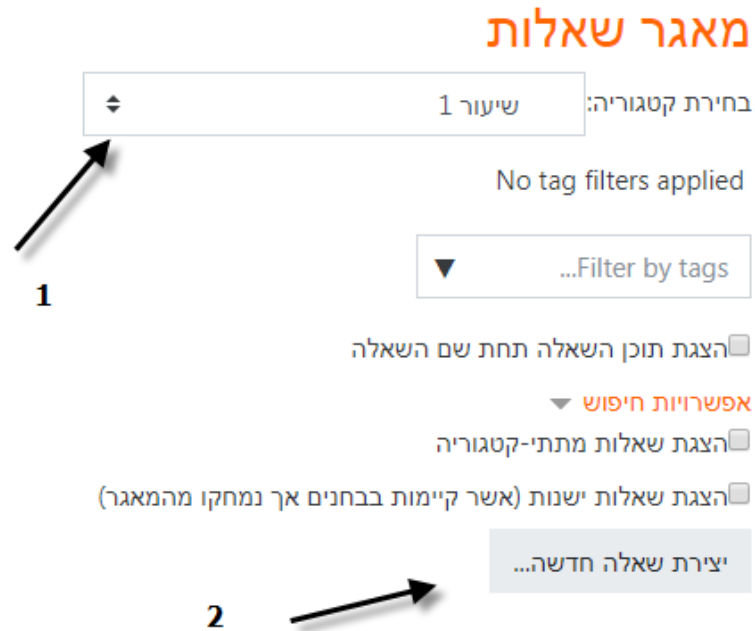 מאגר שאלות
בחירת קטגוריה: שיעור 1
No tag filters applied
Filter by tags...
1
הצגת תוכן השאלה תחת שם השאלה
אפשרויות חיפוש
הצגת שאלות מתתי-קטגוריה
הצגת שאלות ישנות (אשר קיימות בבחנים אך נמחקו מהמאגר)
יצירת שאלה חדשה...
2